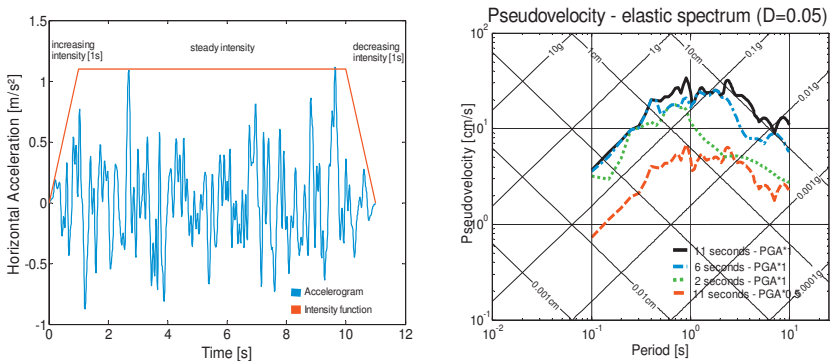 increasing
intensity [1s]
steady intensity
decreasing
intensity [1s]
Horizontal Acceleration [m/s²]
1.5
1
0.5
0
-0.5
-1
0 2 4 6 8 10 12
Time [s]
Accelerogram
Intensity function
Pseudovelocity - elastic spectrum (D=0.05)
Pseudovelocity [cm/s]
10²
10¹
10⁰
10⁻¹
10⁻² 10⁻¹ 10⁰ 10¹
Period [s]
10g
1cm
1g
10cm
0.1g
0.01g
0.001g
0.0001g
0.001cm
0.01cm
11 seconds - PGA*1
6 seconds - PGA*1
2 seconds - PGA*1
11 seconds - PGA*0.5